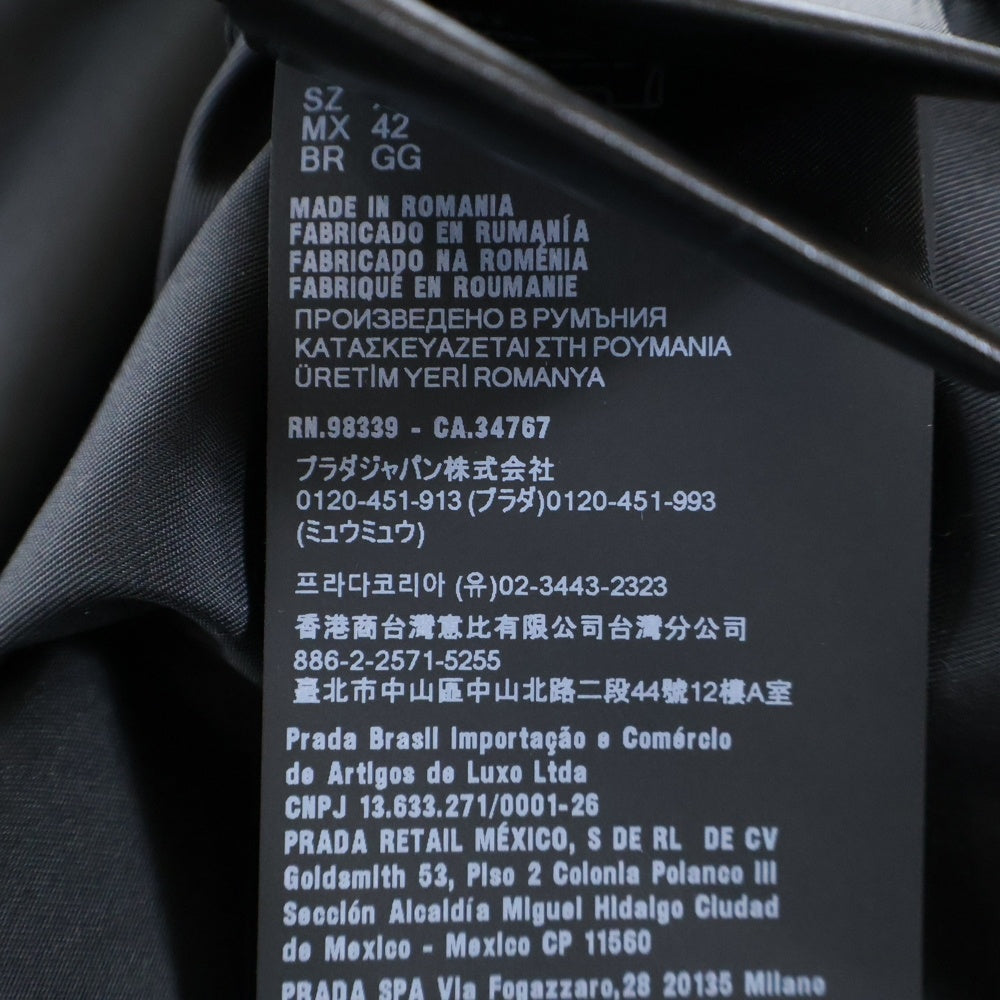 SZ
MX 42
BR GG
MADE IN ROMANIA
FABRICADO EN RUMANÍA
FABRICADO NA ROMÉNIA
FABRIQUÉ EN ROUMANIE
ПРОИЗВЕДЕНО В РУМЪНИЯ
ΚΑΤΑΣΚΕΥΑΖΕΤΑΙ ΣΤΗ ΡΟΥΜΑΝΙΑ
ÜRETİM YERİ ROMANYA
RN.98339 - CA.34767
プラダジャパン株式会社
0120-451-913 (プラダ)0120-451-993
(ミュウミュウ)
프라다코리아 (유)02-3443-2323
香港商台灣惠比有限公司台灣分公司
886-2-2571-5255
臺北市中山區中山北路二段44號12樓A室
Prada Brasil Importação e Comércio
de Artigos de Luxo Ltda
CNPJ 13.633.271/0001-26
PRADA RETAIL MÉXICO, S DE RL DE CV
Goldsmith 53, Piso 2 Colonia Polanco III
Sección Alcaldía Miguel Hidalgo Ciudad
de Mexico - Mexico CP 11560
PRADA SPA Via Fogazzaro,28 20135 Milano